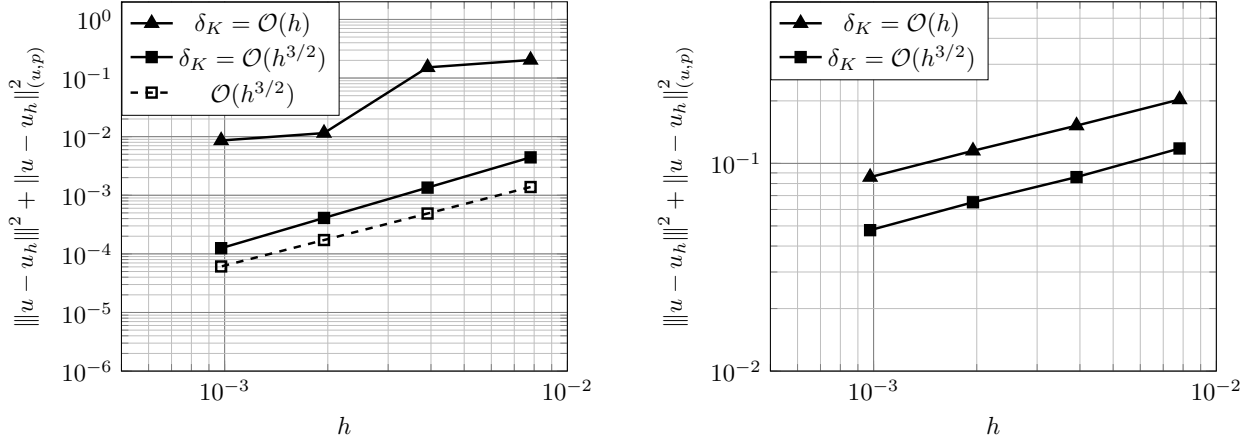 10⁰
10⁻¹
10⁻²
10⁻³
10⁻⁴
10⁻⁵
10⁻⁶
|||u − u_h|||² + ‖u − u_h‖²_(u,p)
δ_K = O(h)
δ_K = O(h^{3/2})
O(h^{3/2})
10⁻³ 10⁻²
h
10⁻¹
10⁻²
|||u − u_h|||² + ‖u − u_h‖²_(u,p)
δ_K = O(h)
δ_K = O(h^{3/2})
10⁻³ 10⁻²
h